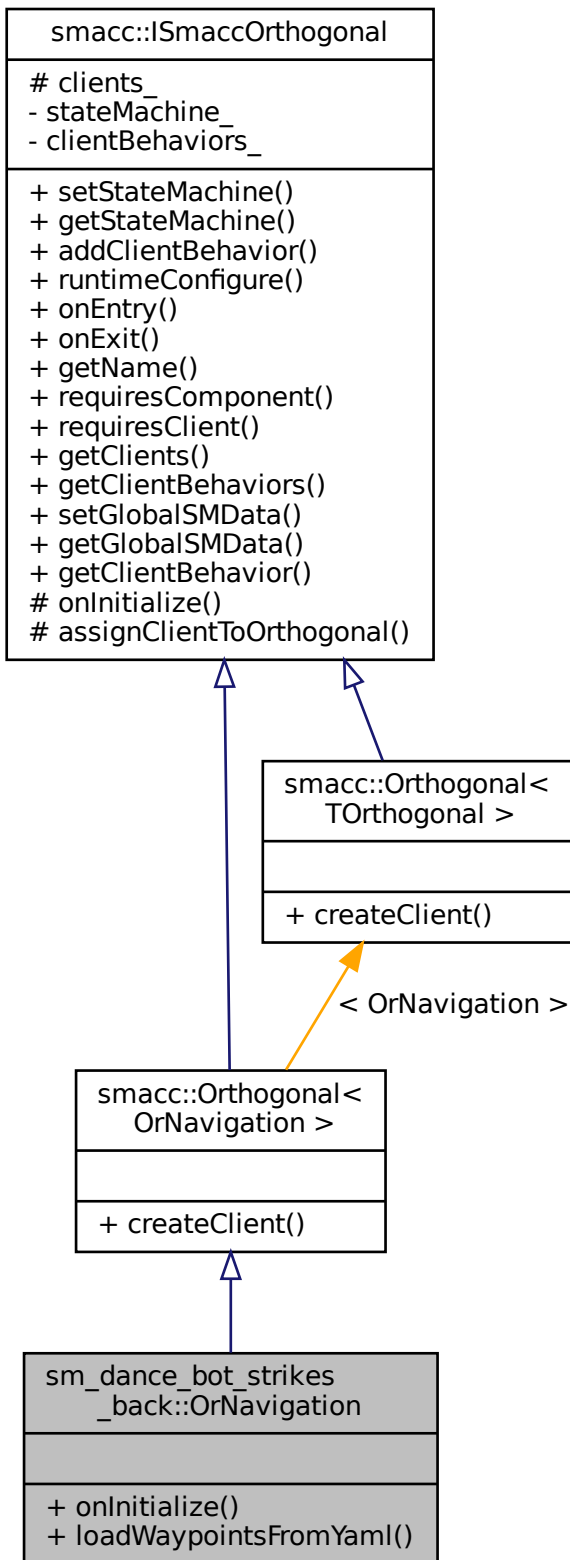 smacc::ISmaccOrthogonal
# clients_
- stateMachine_
- clientBehaviors_
+ setStateMachine()
+ getStateMachine()
+ addClientBehavior()
+ runtimeConfigure()
+ onEntry()
+ onExit()
+ getName()
+ requiresComponent()
+ requiresClient()
+ getClients()
+ getClientBehaviors()
+ setGlobalSMData()
+ getGlobalSMData()
+ getClientBehavior()
# onInitialize()
# assignClientToOrthogonal()
smacc::Orthogonal<
TOrthogonal >
+ createClient()
< OrNavigation >
smacc::Orthogonal<
OrNavigation >
+ createClient()
sm_dance_bot_strikes
_back::OrNavigation
+ onInitialize()
+ loadWaypointsFromYaml()